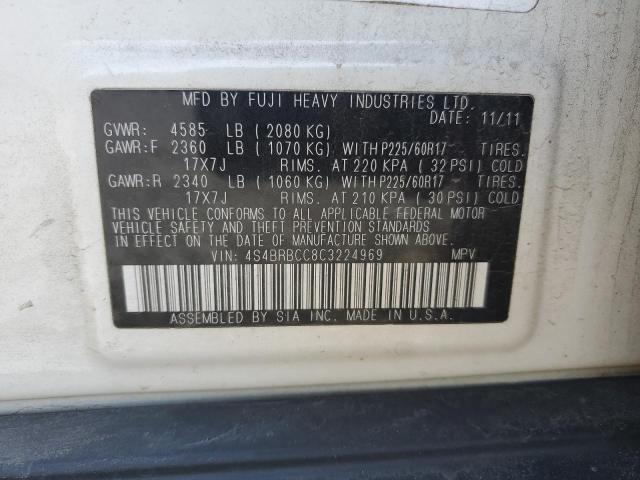 MFD BY FUJI HEAVY INDUSTRIES LTD.
DATE: 11/11
GVWR: 4585 LB (2080 KG)
GAWR:F 2360 LB (1070 KG) WITH P225/60R17 TIRES.
17X7J RIMS. AT 220 KPA (32 PSI) COLD
GAWR:R 2340 LB (1060 KG) WITH P225/60R17 TIRES.
17X7J RIMS. AT 210 KPA (30 PSI) COLD
THIS VEHICLE CONFORMS TO ALL APPLICABLE FEDERAL MOTOR
VEHICLE SAFETY AND THEFT PREVENTION STANDARDS
IN EFFECT ON THE DATE OF MANUFACTURE SHOWN ABOVE.
VIN: 4S4BRBCC8C3224969 MPV
ASSEMBLED BY SIA INC. MADE IN U.S.A.